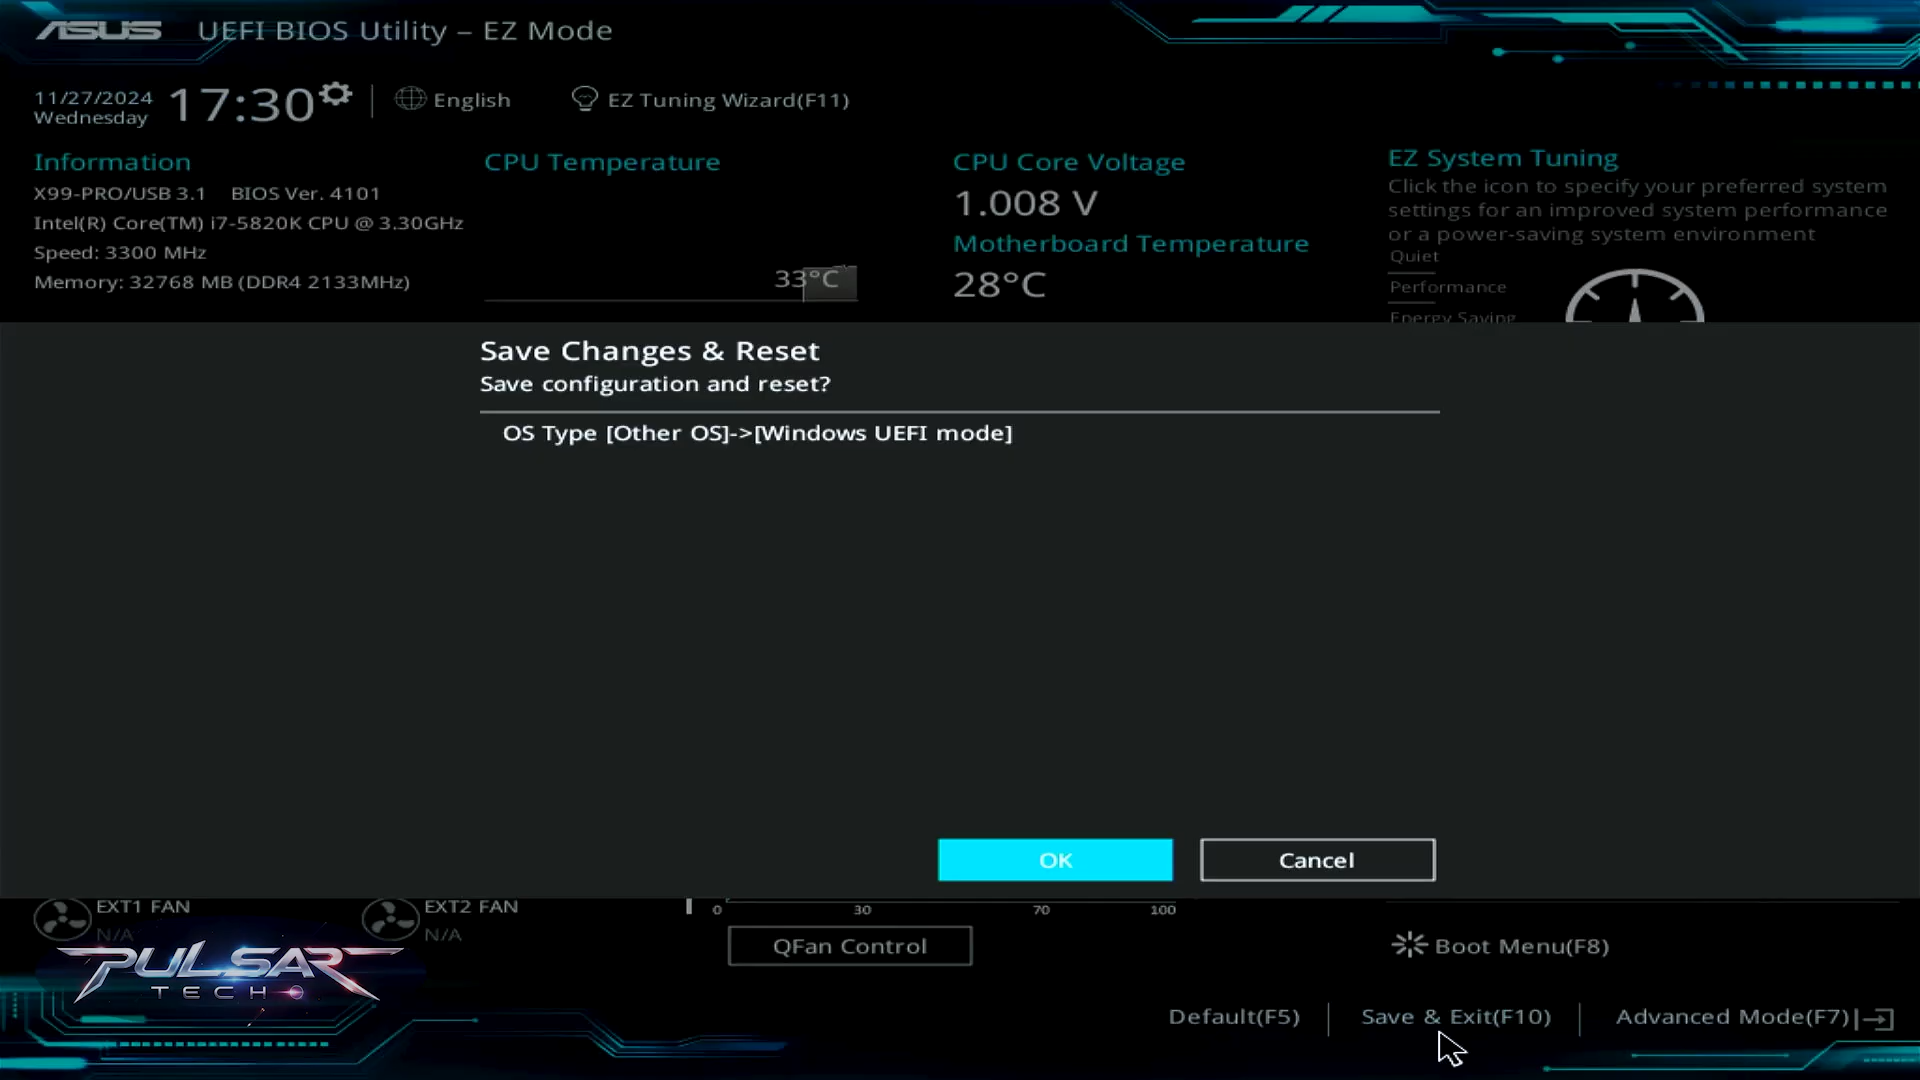 ASUS UEFI BIOS Utility – EZ Mode
11/27/2024
Wednesday
17:30
English
EZ Tuning Wizard(F11)
Information
X99-PRO/USB 3.1 BIOS Ver. 4101
Intel(R) Core(TM) i7-5820K CPU @ 3.30GHz
Speed: 3300 MHz
Memory: 32768 MB (DDR4 2133MHz)
CPU Temperature
33°C
CPU Core Voltage
1.008 V
Motherboard Temperature
28°C
EZ System Tuning
Click the icon to specify your preferred system
settings for an improved system performance
or a power-saving system environment
Quiet
Performance
Energy Saving
Save Changes & Reset
Save configuration and reset?
OS Type [Other OS]->[Windows UEFI mode]
OK
Cancel
EXT1 FAN
N/A
EXT2 FAN
N/A
0 30 70 100
QFan Control
Boot Menu(F8)
PULSAR
TECH
Default(F5)
Save & Exit(F10)
Advanced Mode(F7)